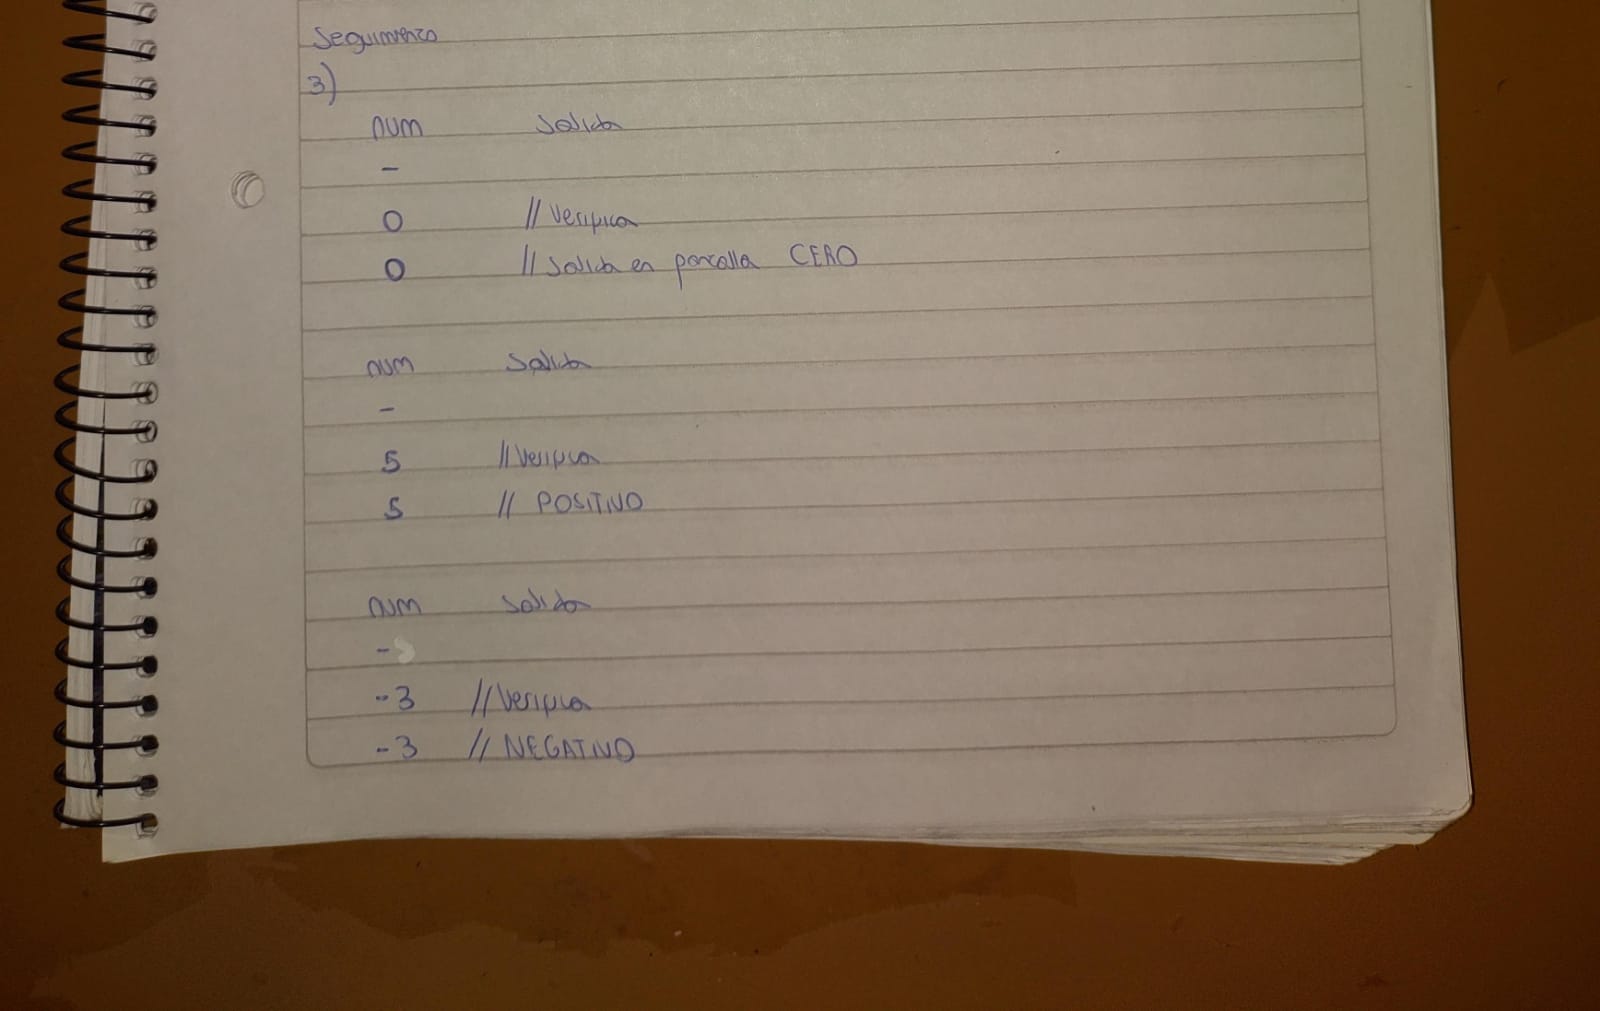 Seguimiento
3)
num Salida
-
0 // Verifica
0 // Salida en pantalla CERO
num Salida
-
5 // Verifica
5 // POSITIVO
num Salida
-
-3 // Verifica
-3 // NEGATIVO